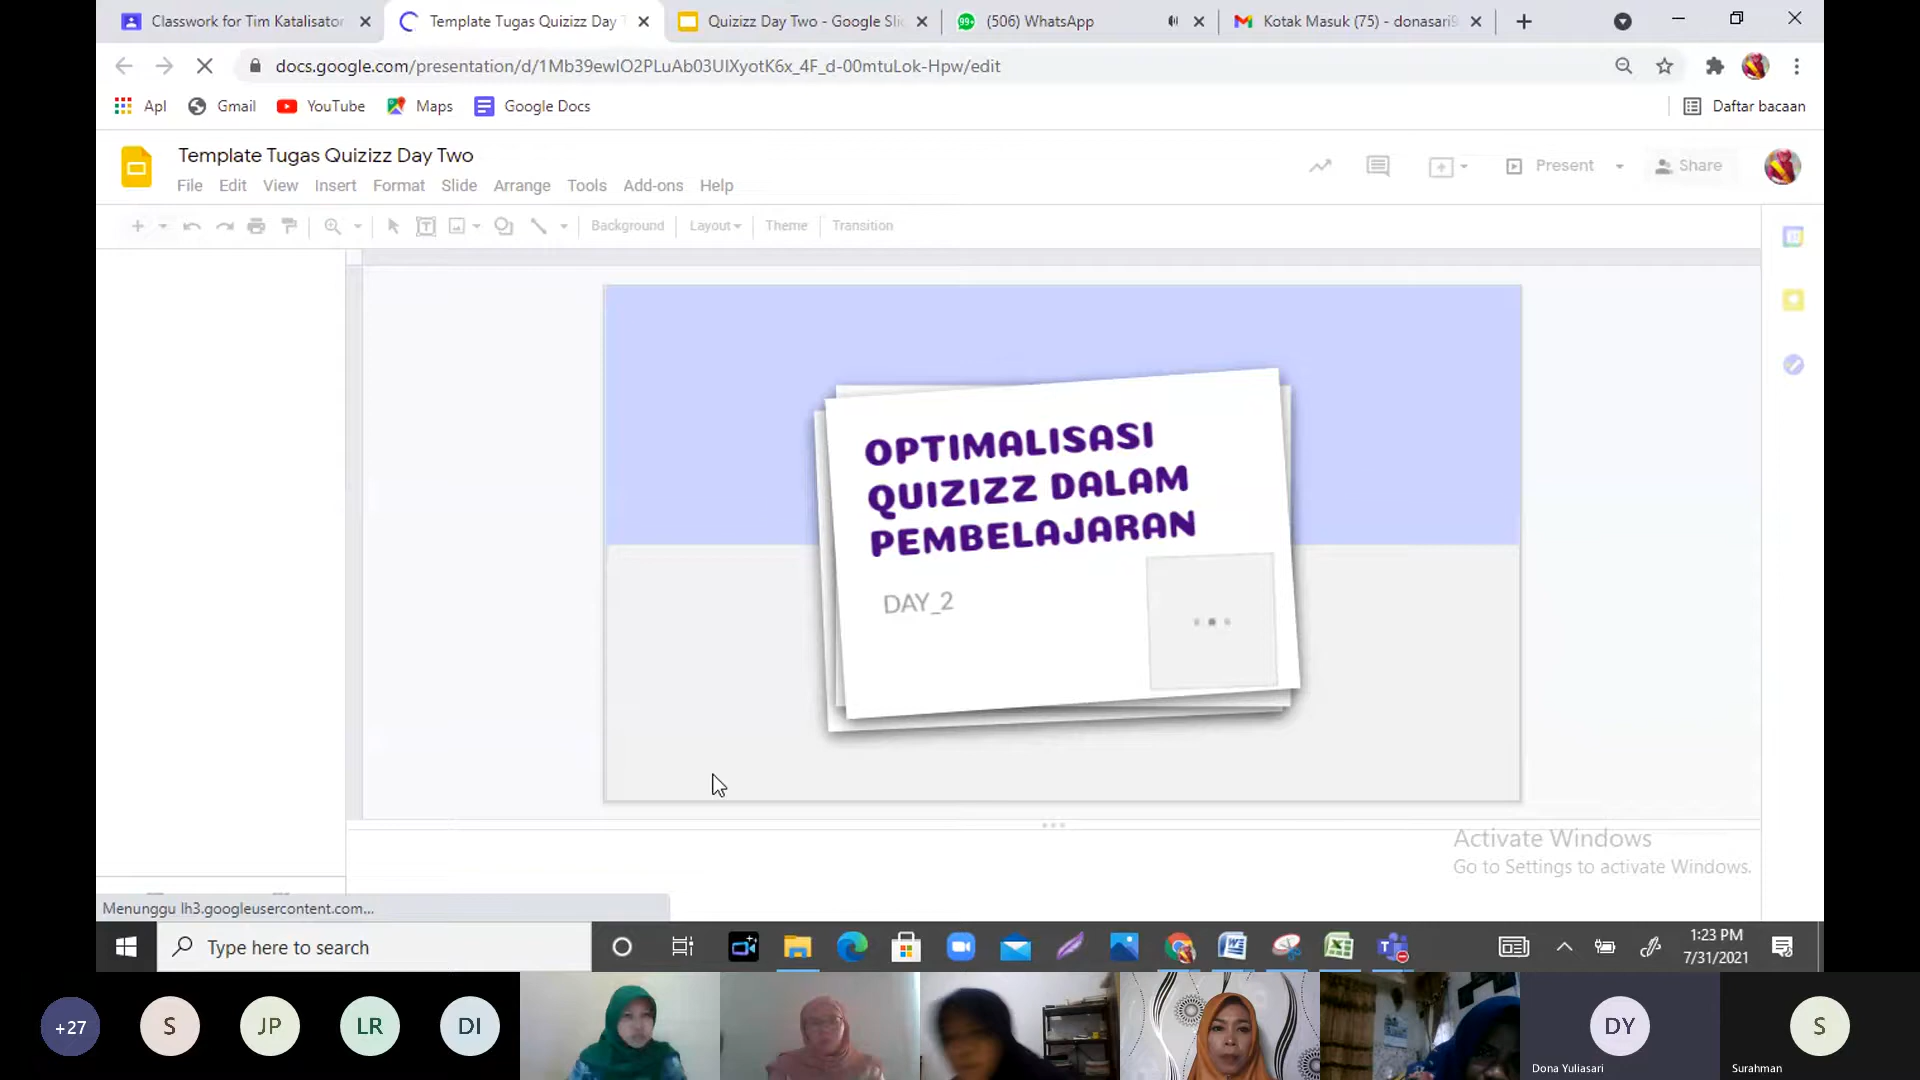 Classwork for Tim Katalisator
Template Tugas Quizizz Day T
Quizizz Day Two - Google Sli
99+
(506) WhatsApp
Kotak Masuk (75) - donasari9
docs.google.com/presentation/d/1Mb39ewIO2PLuAb03UIXyotK6x_4F_d-00mtuLok-Hpw/edit
Apl
Gmail
YouTube
Maps
Google Docs
Daftar bacaan
Template Tugas Quizizz Day Two
File Edit View Insert Format Slide Arrange Tools Add-ons Help
Present
Share
Background Layout Theme Transition
OPTIMALISASI
QUIZIZZ DALAM
PEMBELAJARAN
DAY_2
Activate Windows
Go to Settings to activate Windows.
Menunggu lh3.googleusercontent.com...
Type here to search
1:23 PM
7/31/2021
+27
S
JP
LR
DI
DY
S
Dona Yuliasari
Surahman